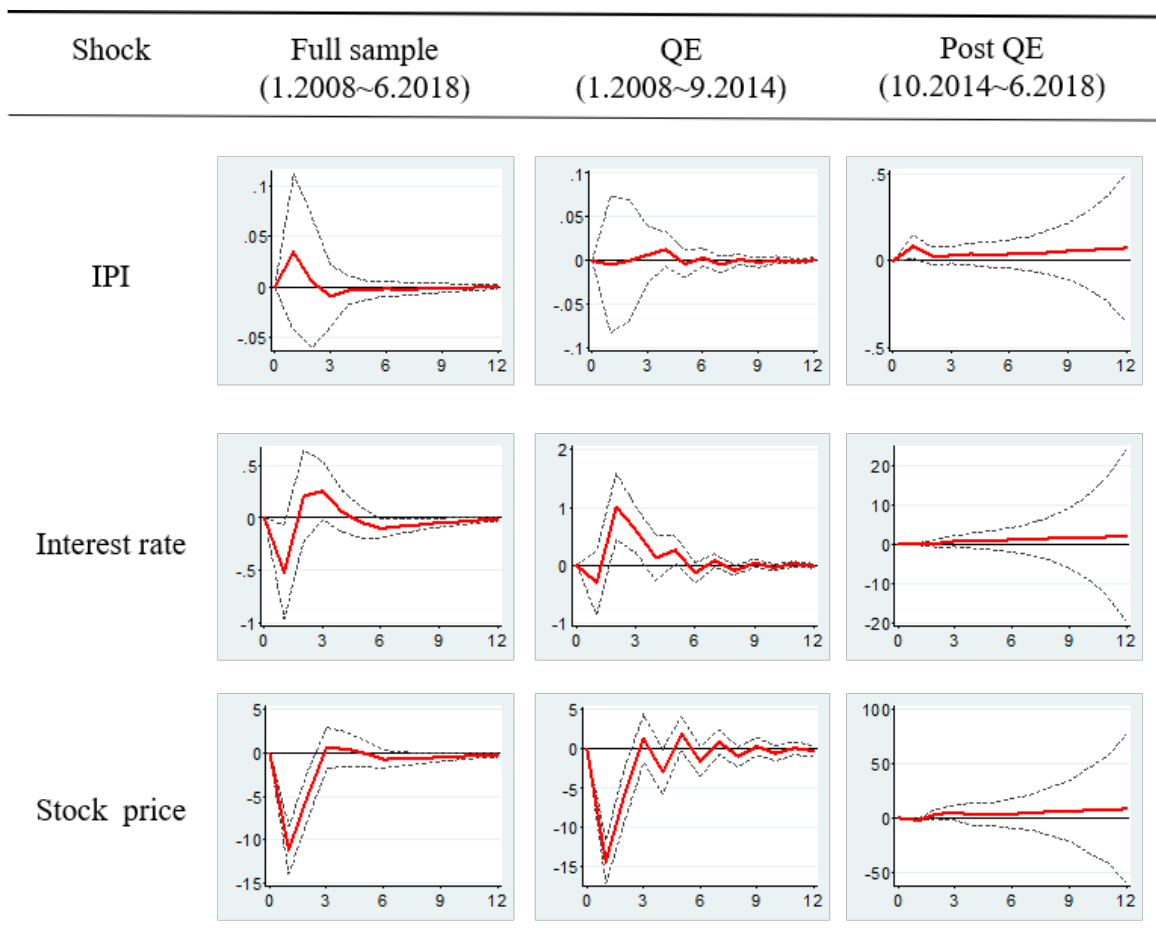 Shock Full sample QE Post QE
(1.2008~6.2018) (1.2008~9.2014) (10.2014~6.2018)
IPI
.1
.05
0
-.05
0 3 6 9 12
.1
.05
0
-.05
-.1
0 3 6 9 12
.5
0
-.5
0 3 6 9 12
Interest rate
.5
0
-.5
-1
0 3 6 9 12
2
1
0
-1
0 3 6 9 12
20
10
0
-10
-20
0 3 6 9 12
Stock price
5
0
-5
-10
-15
0 3 6 9 12
5
0
-5
-10
-15
0 3 6 9 12
100
50
0
-50
0 3 6 9 12